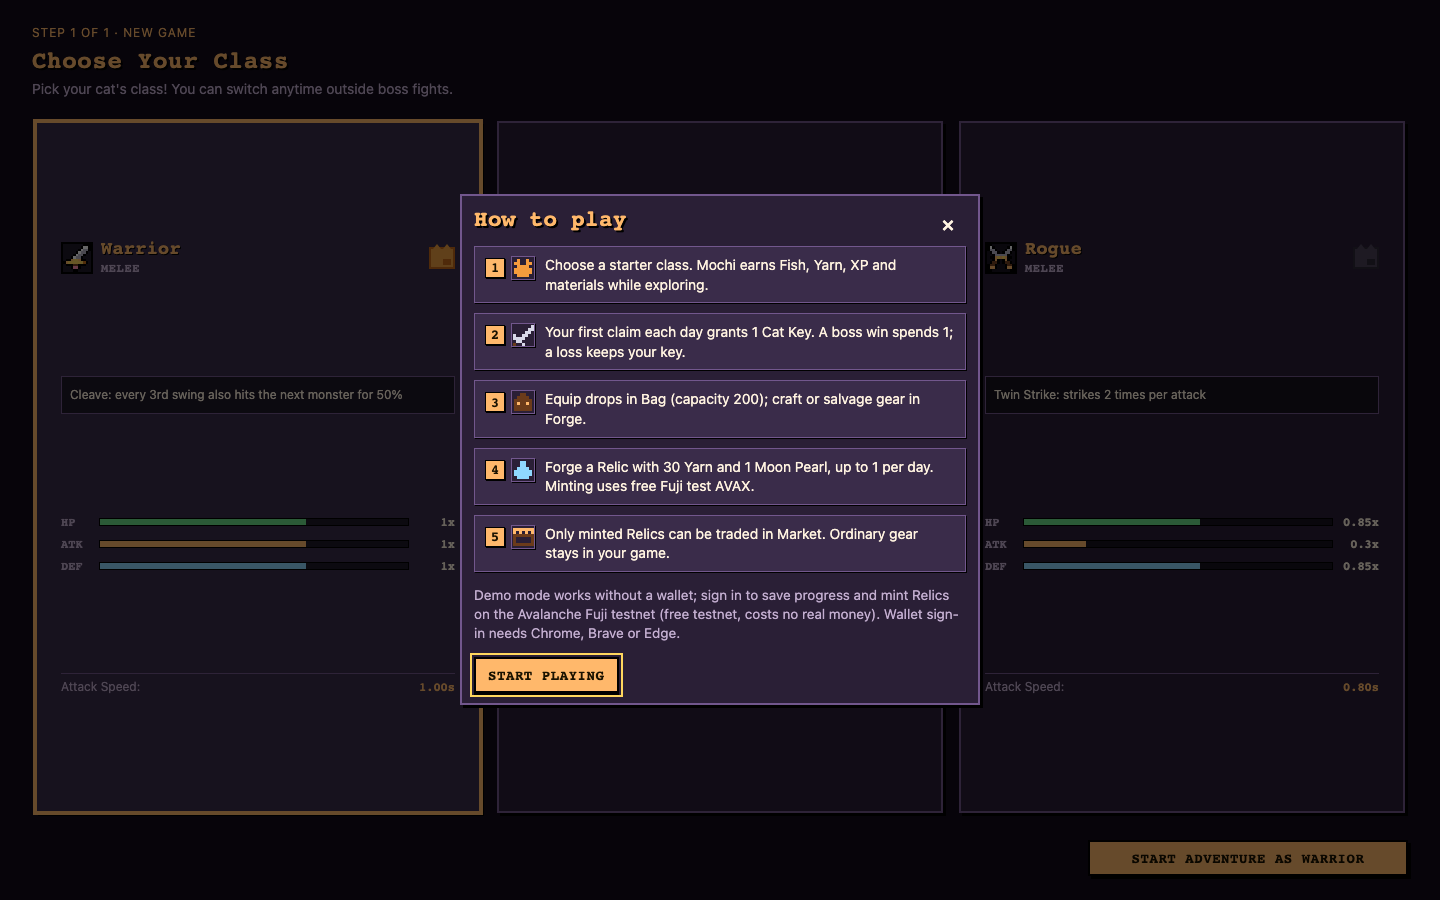 STEP 1 OF 1 · NEW GAME
Choose Your Class
Pick your cat's class! You can switch anytime outside boss fights.
Warrior
MELEE
Cleave: every 3rd swing also hits the next monster for 50%
HP 1x
ATK 1x
DEF 1x
Attack Speed: 1.00s
How to play
×
1 Choose a starter class. Mochi earns Fish, Yarn, XP and
materials while exploring.
2 Your first claim each day grants 1 Cat Key. A boss win spends 1;
a loss keeps your key.
3 Equip drops in Bag (capacity 200); craft or salvage gear in
Forge.
4 Forge a Relic with 30 Yarn and 1 Moon Pearl, up to 1 per day.
Minting uses free Fuji test AVAX.
5 Only minted Relics can be traded in Market. Ordinary gear
stays in your game.
Demo mode works without a wallet; sign in to save progress and mint Relics
on the Avalanche Fuji testnet (free testnet, costs no real money). Wallet sign-
in needs Chrome, Brave or Edge.
START PLAYING
Rogue
MELEE
Twin Strike: strikes 2 times per attack
HP 0.85x
ATK 0.3x
DEF 0.85x
Attack Speed: 0.80s
START ADVENTURE AS WARRIOR